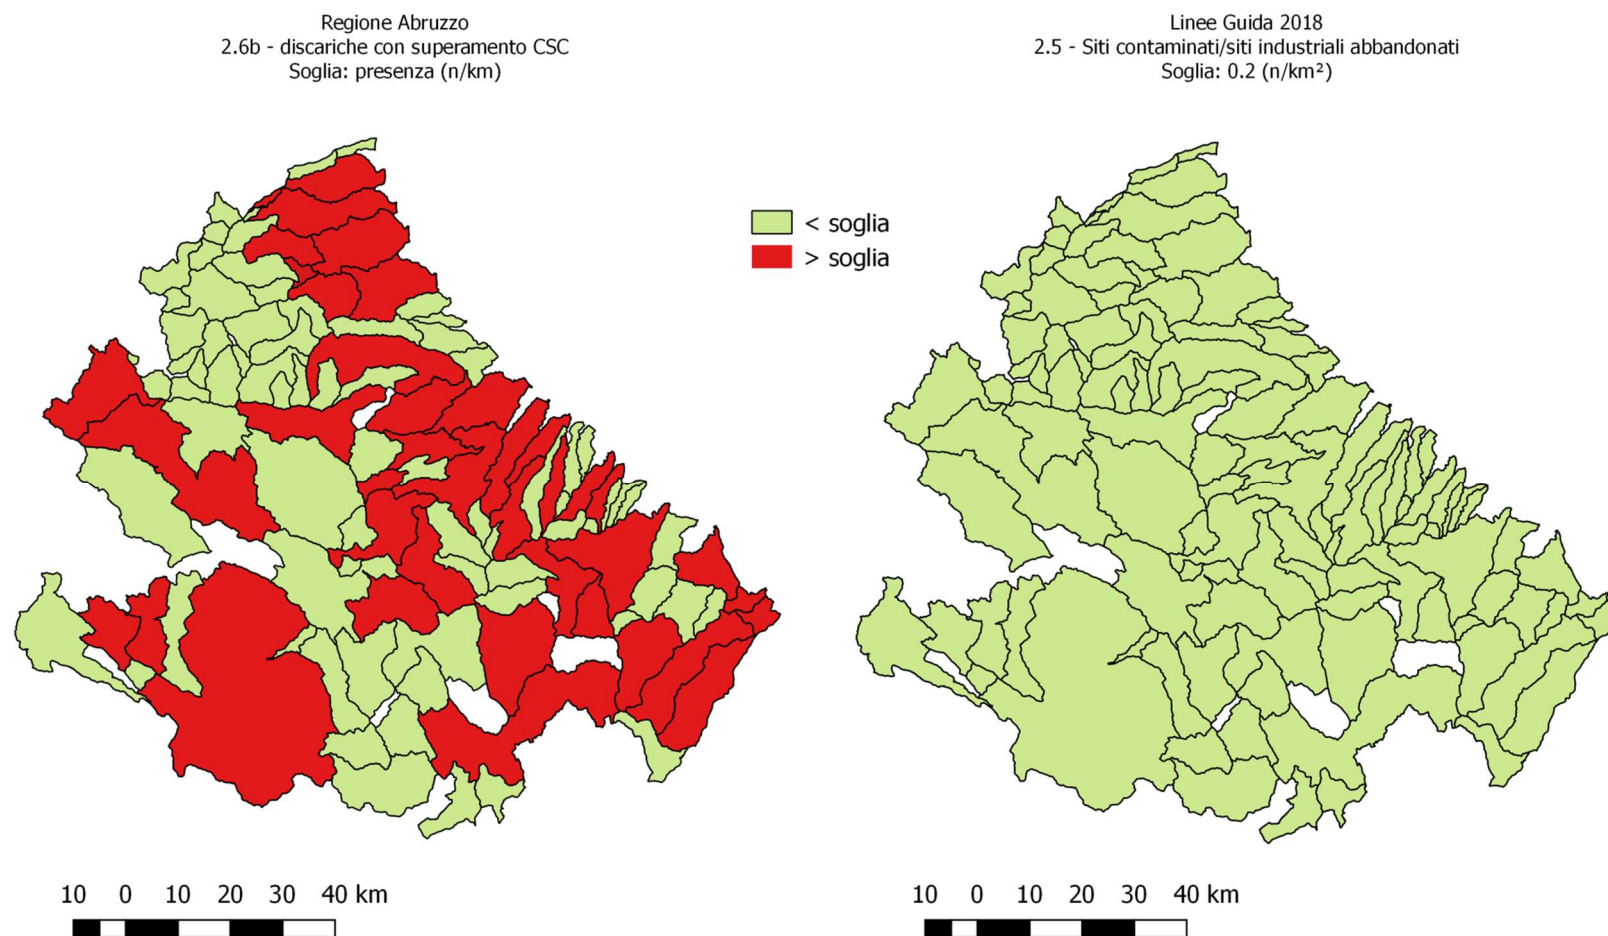 Regione Abruzzo
2.6b - discariche con superamento CSC
Soglia: presenza (n/km)
Linee Guida 2018
2.5 - Siti contaminati/siti industriali abbandonati
Soglia: 0.2 (n/km²)
< soglia
> soglia
10 0 10 20 30 40 km
10 0 10 20 30 40 km